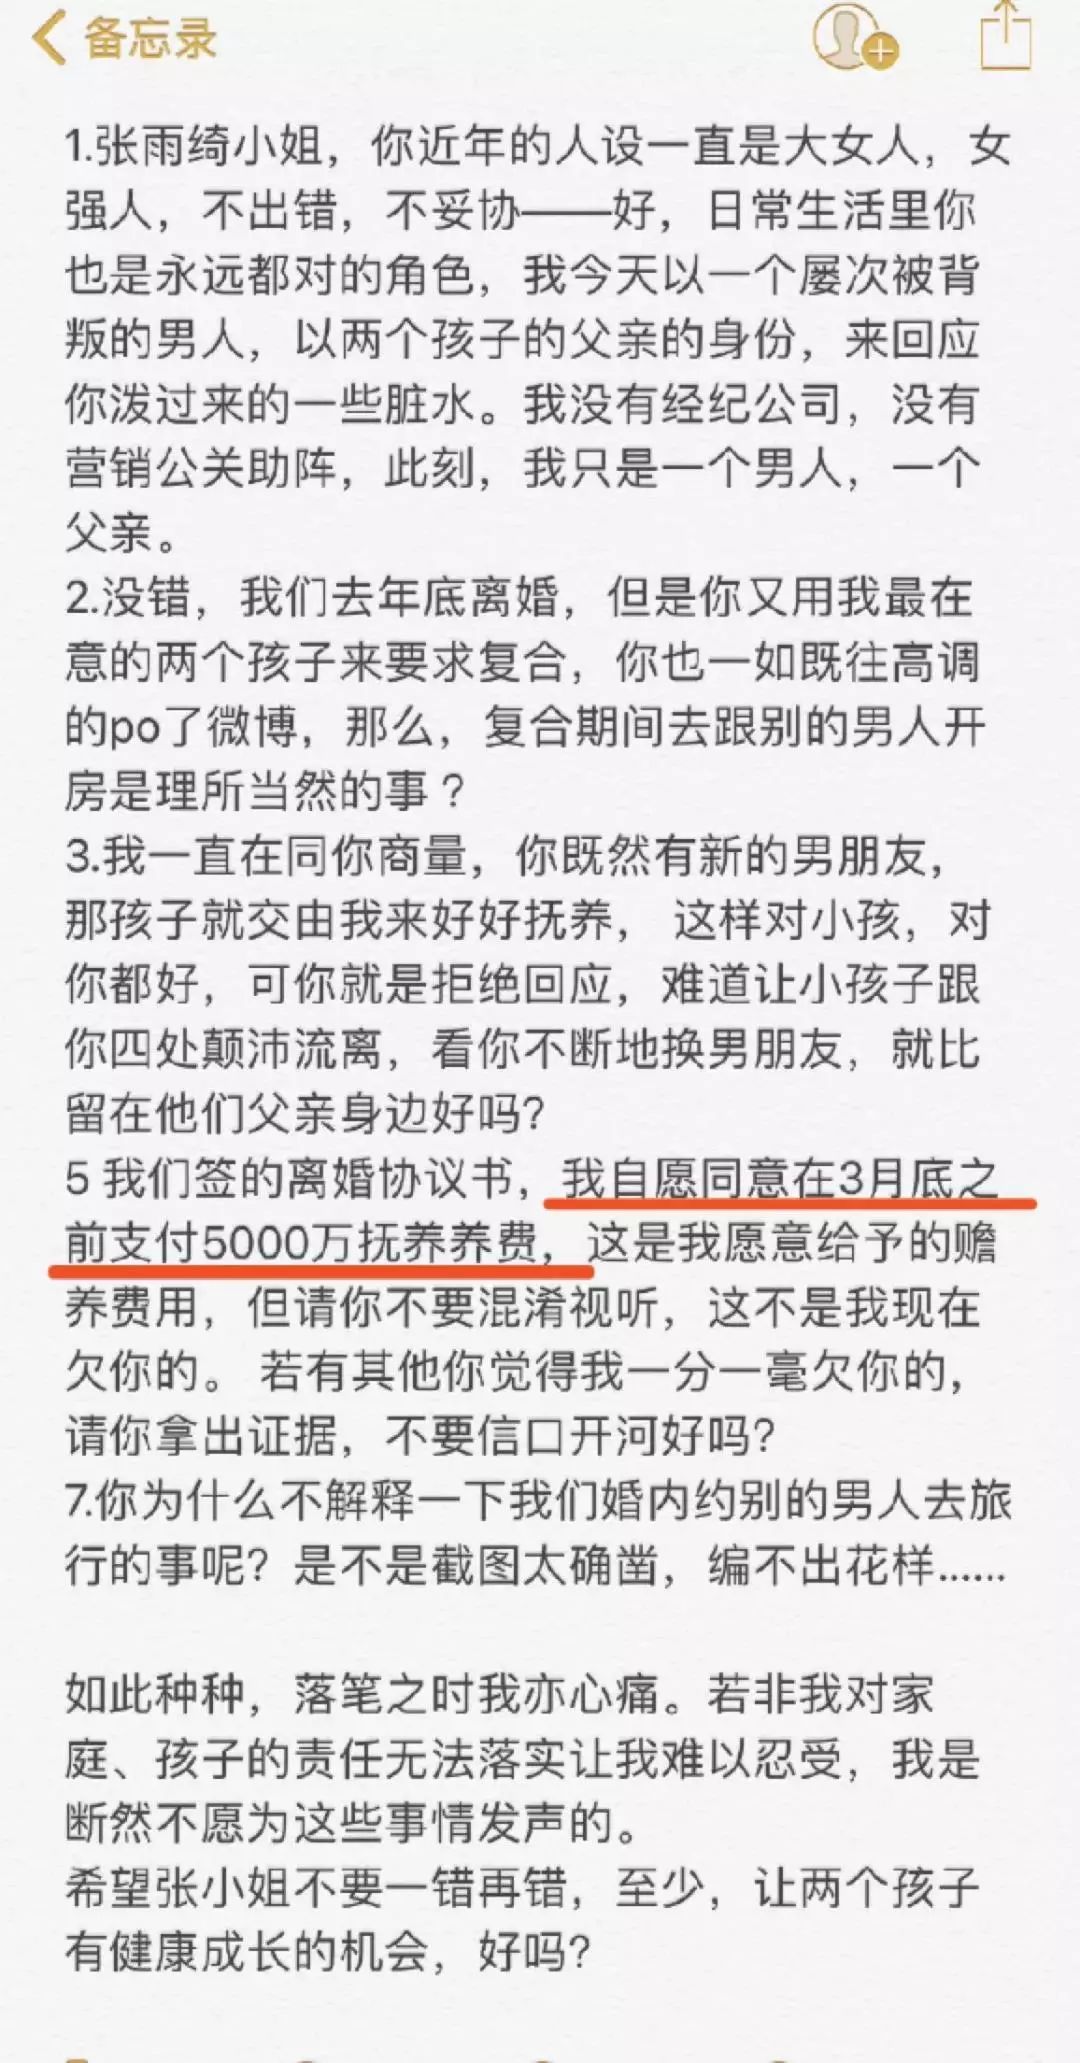 备忘录
1.张雨绮小姐，你近年的人设一直是大女人，女
强人，不出错，不妥协——好，日常生活里你
也是永远都对的角色，我今天以一个屡次被背
叛的男人，以两个孩子的父亲的身份，来回应
你泼过来的一些脏水。我没有经纪公司，没有
营销公关助阵，此刻，我只是一个男人，一个
父亲。
2.没错，我们去年底离婚，但是你又用我最在
意的两个孩子来要求复合，你也一如既往高调
的po了微博，那么，复合期间去跟别的男人开
房是理所当然的事？
3.我一直在同你商量，你既然有新的男朋友，
那孩子就交由我来好好抚养， 这样对小孩，对
你都好，可你就是拒绝回应，难道让小孩子跟
你四处颠沛流离，看你不断地换男朋友，就比
留在他们父亲身边好吗？
5 我们签的离婚协议书，我自愿同意在3月底之
前支付5000万抚养养费，这是我愿意给予的赡
养费用，但请你不要混淆视听，这不是我现在
欠你的。 若有其他你觉得我一分一毫欠你的，
请你拿出证据，不要信口开河好吗？
7.你为什么不解释一下我们婚内约别的男人去旅
行的事呢？是不是截图太确凿，编不出花样......
如此种种，落笔之时我亦心痛。若非我对家
庭、孩子的责任无法落实让我难以忍受，我是
断然不愿为这些事情发声的。
希望张小姐不要一错再错，至少，让两个孩子
有健康成长的机会，好吗？